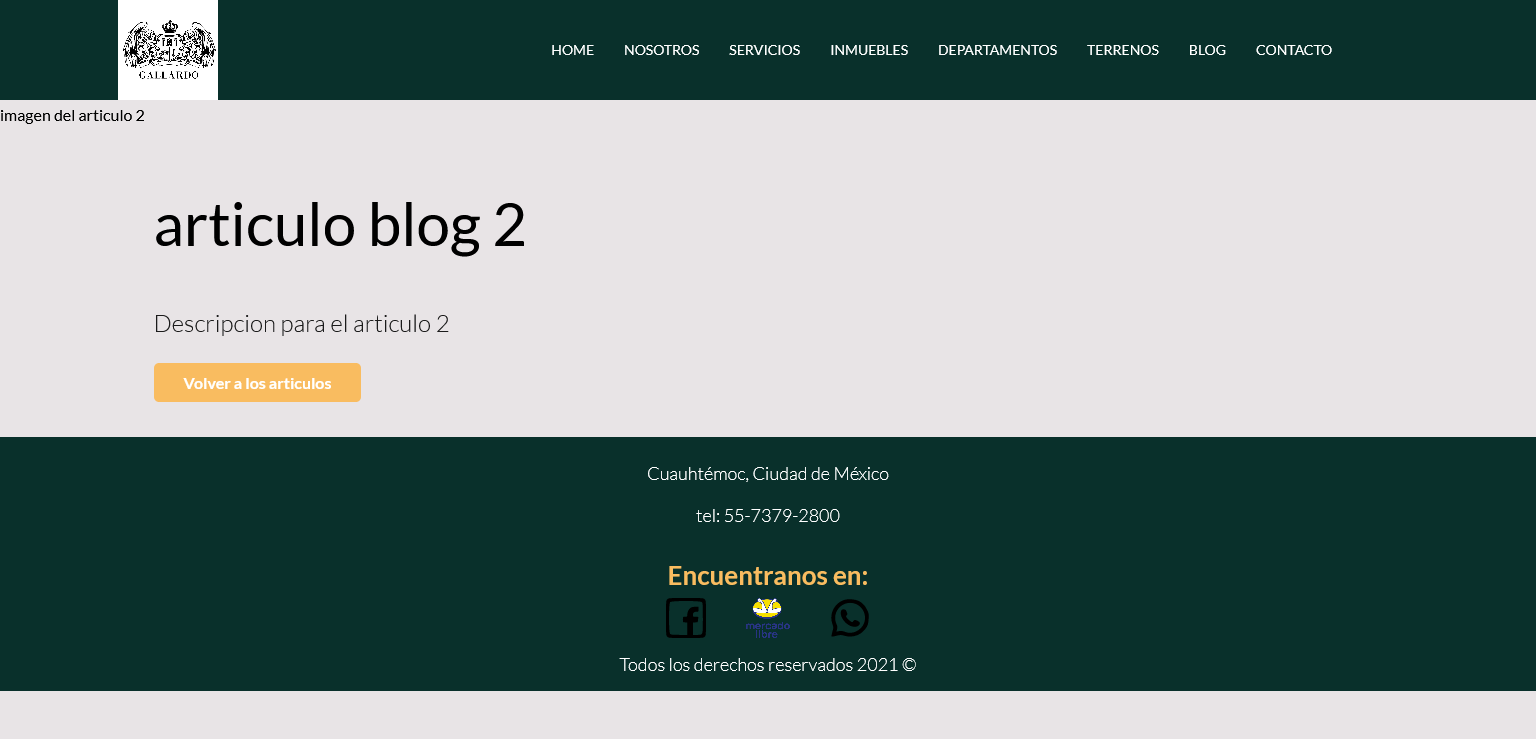 GALLARDO
HOME NOSOTROS SERVICIOS INMUEBLES DEPARTAMENTOS TERRENOS BLOG CONTACTO
imagen del articulo 2
articulo blog 2
Descripcion para el articulo 2
Volver a los articulos
Cuauhtémoc, Ciudad de México
tel: 55-7379-2800
Encuentranos en:
mercado
libre
Todos los derechos reservados 2021 ©